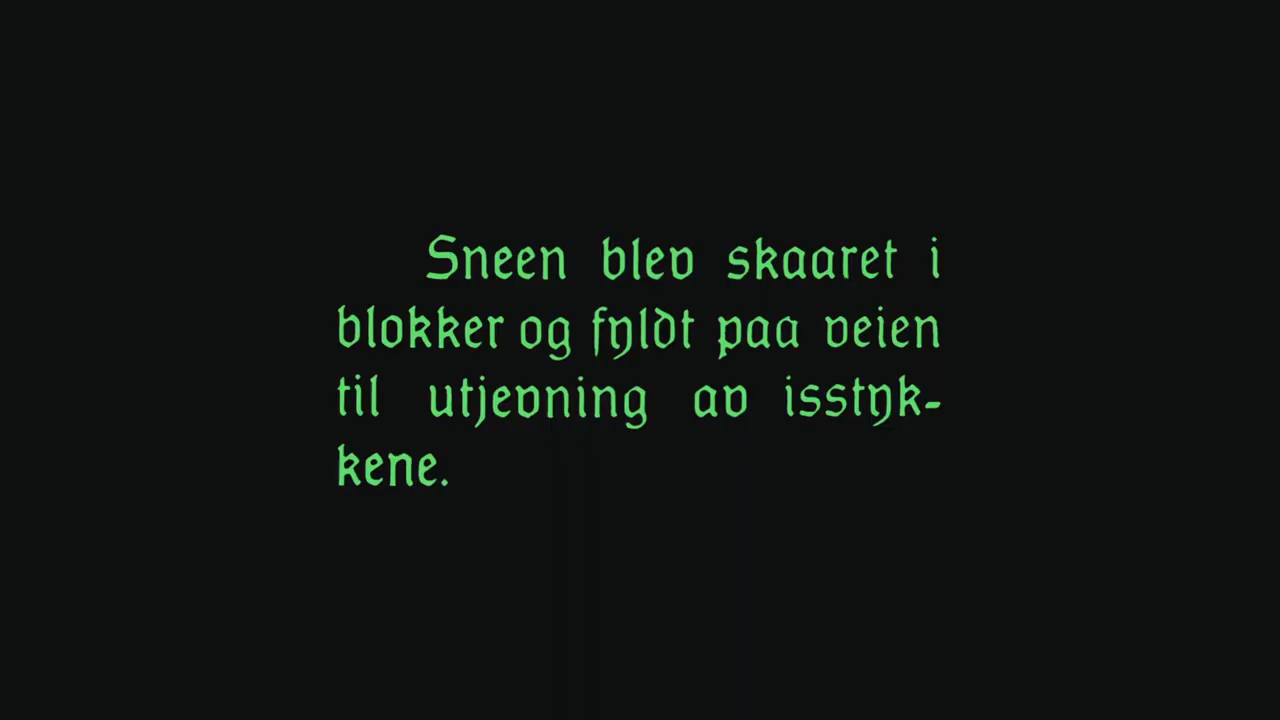 Sneen blev skaaret i
blokker og fyldt paa veien
til utjevning av isstyk-
kene.